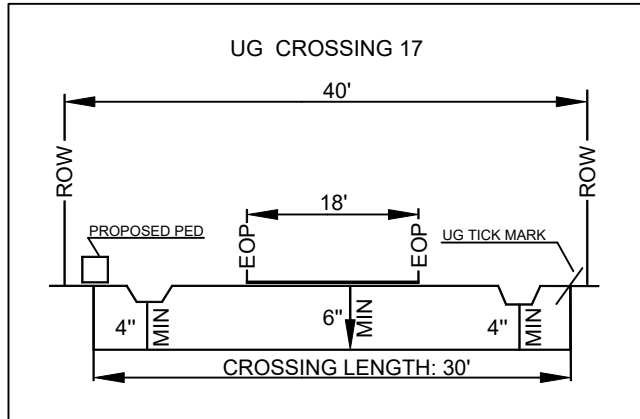 UG CROSSING 17
40'
ROW
ROW
18'
PROPOSED PED
EOP
EOP
UG TICK MARK
4"
MIN
6"
MIN
4"
MIN
CROSSING LENGTH: 30'